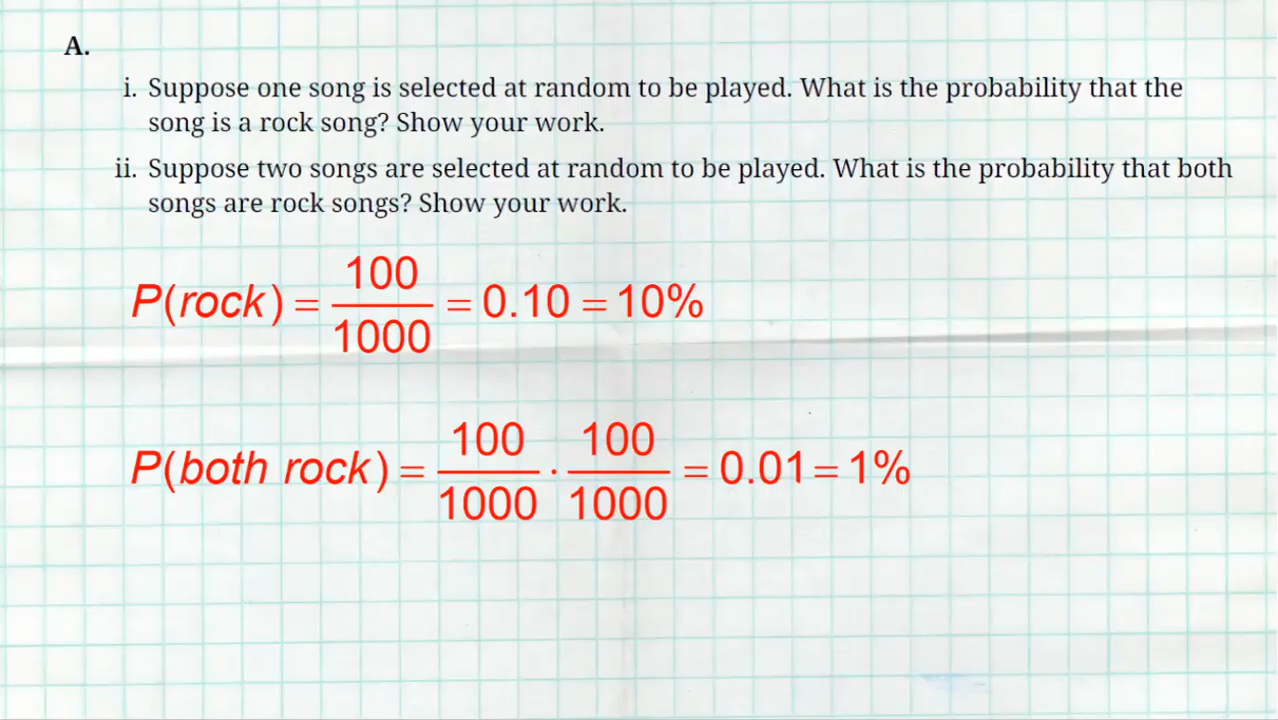 A.
i. Suppose one song is selected at random to be played. What is the probability that the
song is a rock song? Show your work.
ii. Suppose two songs are selected at random to be played. What is the probability that both
songs are rock songs? Show your work.
P(rock) = 100/1000 = 0.10 = 10%
P(both rock) = 100/1000 · 100/1000 = 0.01 = 1%